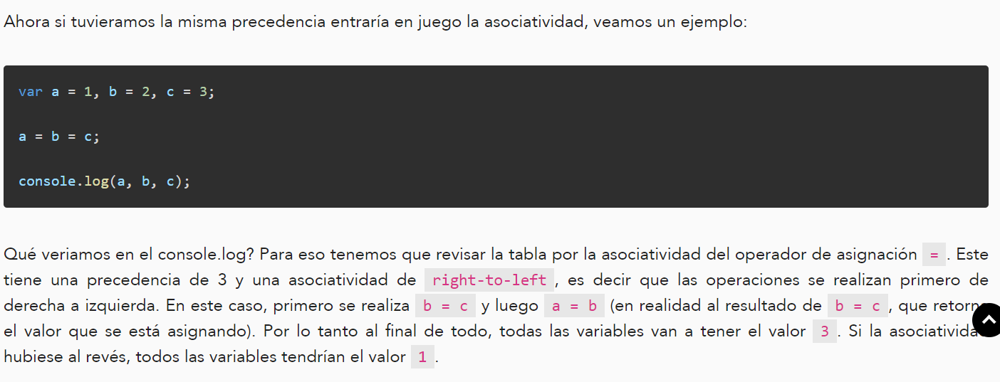 Ahora si tuvieramos la misma precedencia entraría en juego la asociatividad, veamos un ejemplo:
var a = 1, b = 2, c = 3;
a = b = c;
console.log(a, b, c);
Qué veriamos en el console.log? Para eso tenemos que revisar la tabla por la asociatividad del operador de asignación = . Este
tiene una precedencia de 3 y una asociatividad de right-to-left, es decir que las operaciones se realizan primero de
derecha a izquierda. En este caso, primero se realiza b = c y luego a = b (en realidad al resultado de b = c, que retorn
el valor que se está asignando). Por lo tanto al final de todo, todas las variables van a tener el valor 3 . Si la asociativida
hubiese al revés, todos las variables tendrían el valor 1 .